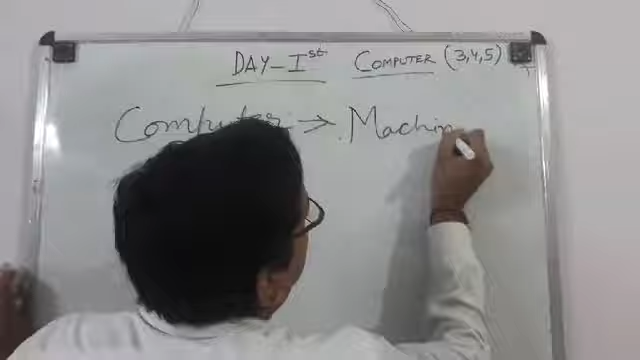 DAY-Ist COMPUTER (3,4,5)
Computer → Machin